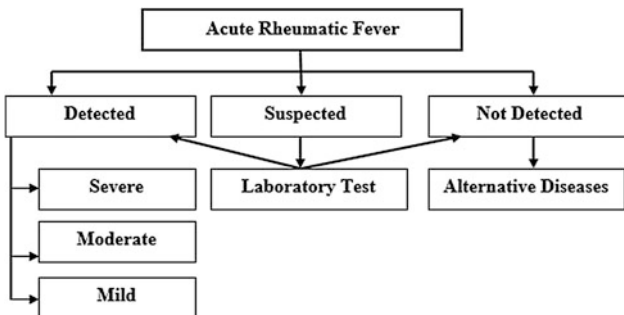 Acute Rheumatic Fever
Detected
Suspected
Not Detected
Severe
Laboratory Test
Alternative Diseases
Moderate
Mild